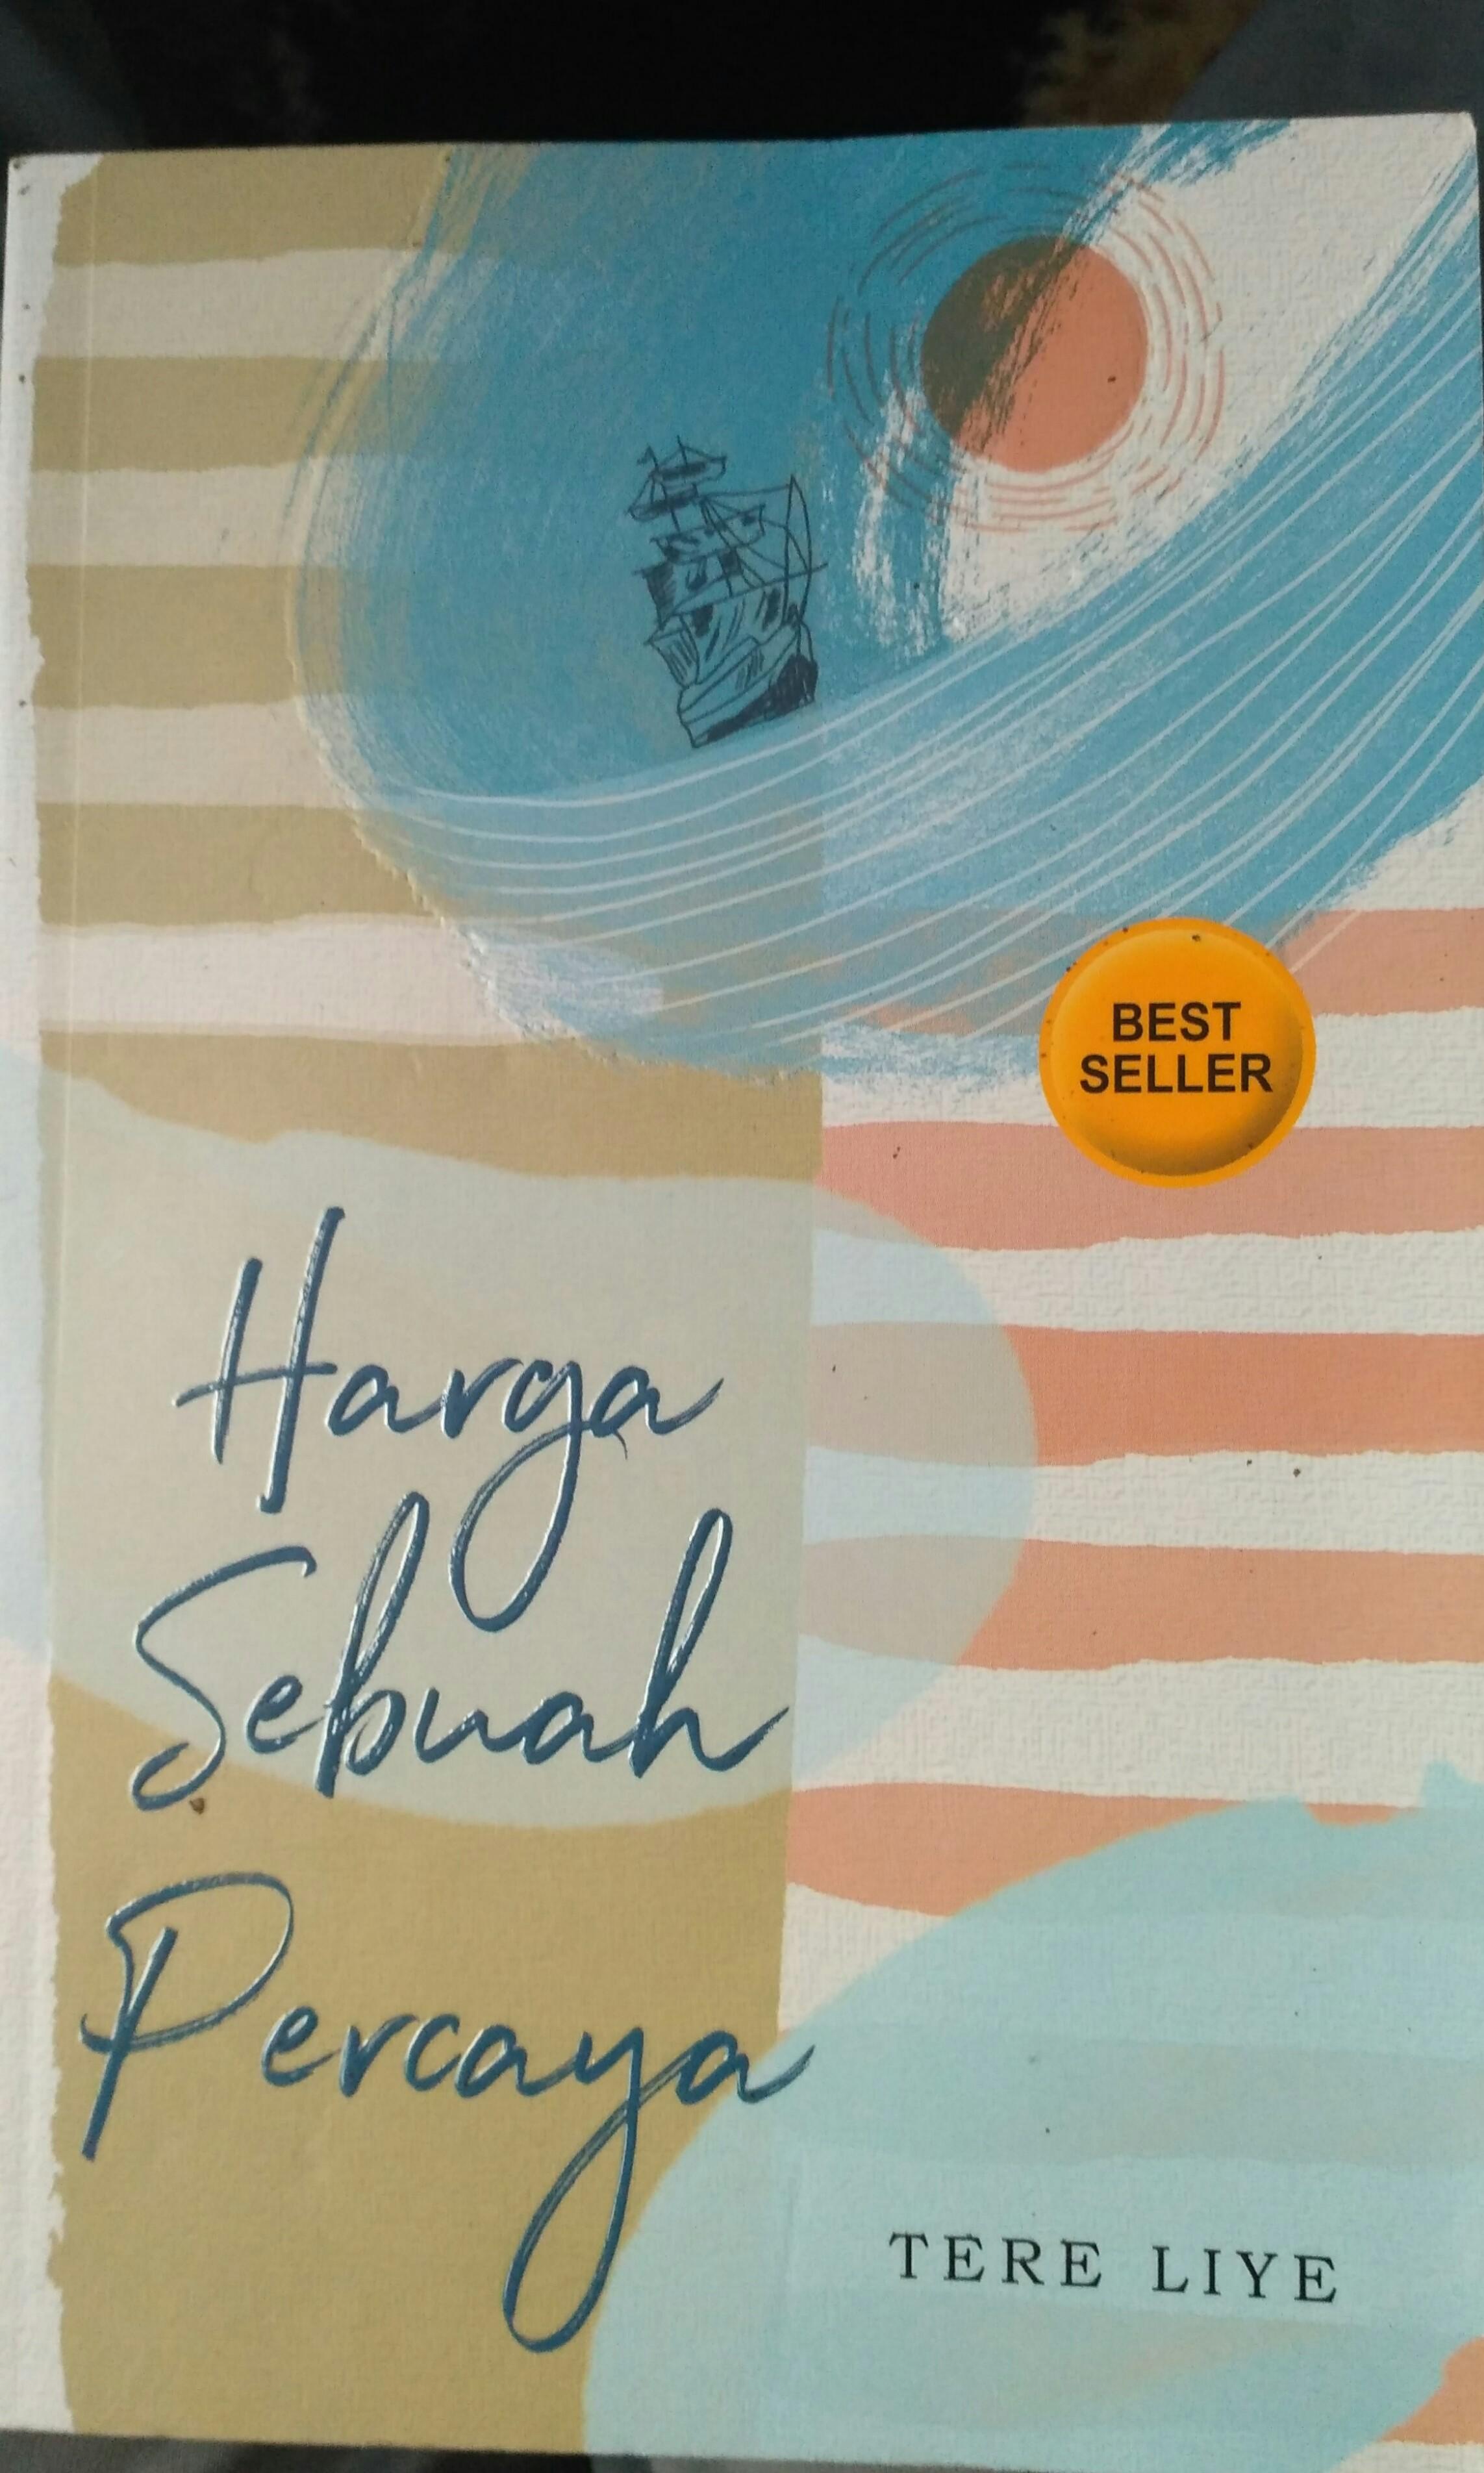 BEST
SELLER
Harga
Sebuah
Percaya
TERE LIYE